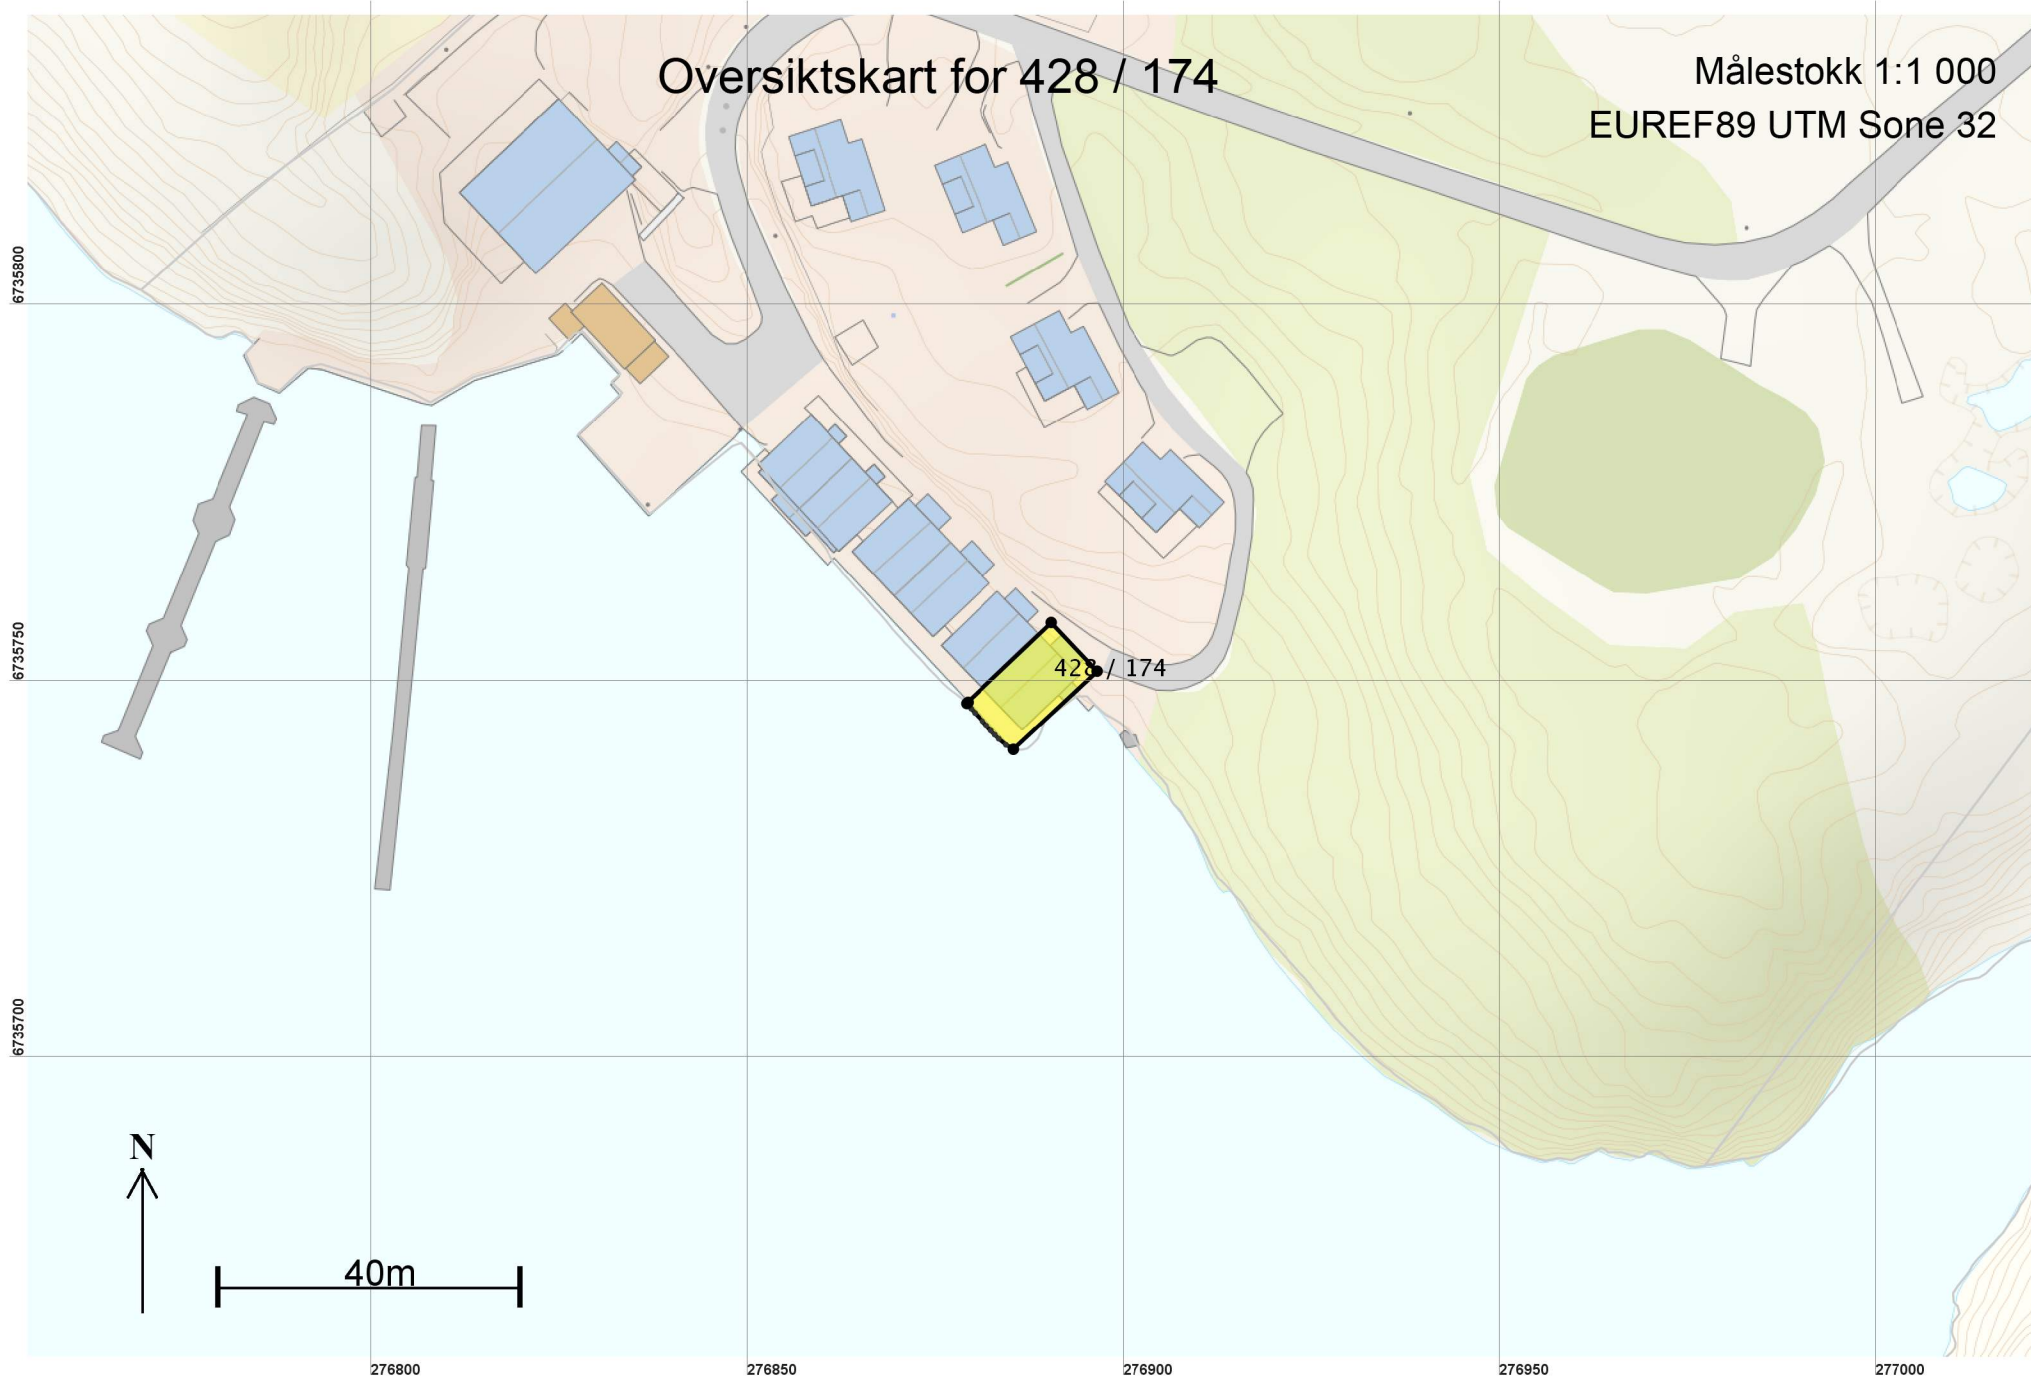 Oversiktskart for 428 / 174
Målestokk 1:1 000
EUREF89 UTM Sone 32
6735800
6735750
428 / 174
6735700
N
40m
276800
276850
276900
276950
277000